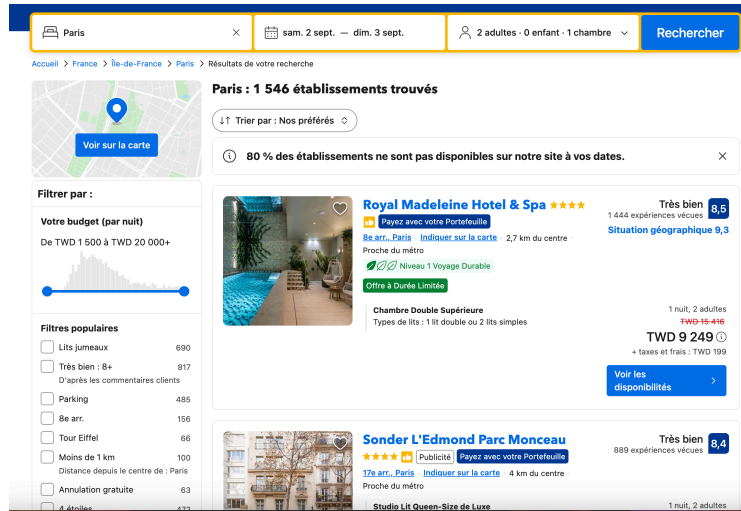 Paris
sam. 2 sept. — dim. 3 sept.
2 adultes · 0 enfant · 1 chambre
Rechercher
Accueil > France > Île-de-France > Paris > Résultats de votre recherche
Voir sur la carte
Filtrer par :
Votre budget (par nuit)
De TWD 1 500 à TWD 20 000+
Filtres populaires
Lits jumeaux 690
Très bien : 8+ 817
D'après les commentaires clients
Parking 485
8e arr. 156
Tour Eiffel 66
Moins de 1 km 100
Distance depuis le centre de : Paris
Annulation gratuite 63
4 étoiles 472
Paris : 1 546 établissements trouvés
Trier par : Nos préférés
80 % des établissements ne sont pas disponibles sur notre site à vos dates.
Royal Madeleine Hotel & Spa
Payez avec votre Portefeuille
8e arr., Paris · Indiquer sur la carte · 2,7 km du centre ·
Proche du métro
Niveau 1 Voyage Durable
Offre à Durée Limitée
Très bien 8,5
1 444 expériences vécues
Situation géographique 9,3
Chambre Double Supérieure
Types de lits : 1 lit double ou 2 lits simples
1 nuit, 2 adultes
TWD 15 416
TWD 9 249
+ taxes et frais : TWD 199
Voir les
disponibilités
Sonder L'Edmond Parc Monceau
Publicité Payez avec votre Portefeuille
17e arr., Paris · Indiquer sur la carte · 4 km du centre ·
Proche du métro
Très bien 8,4
889 expériences vécues
Studio Lit Queen-Size de Luxe
1 nuit, 2 adultes